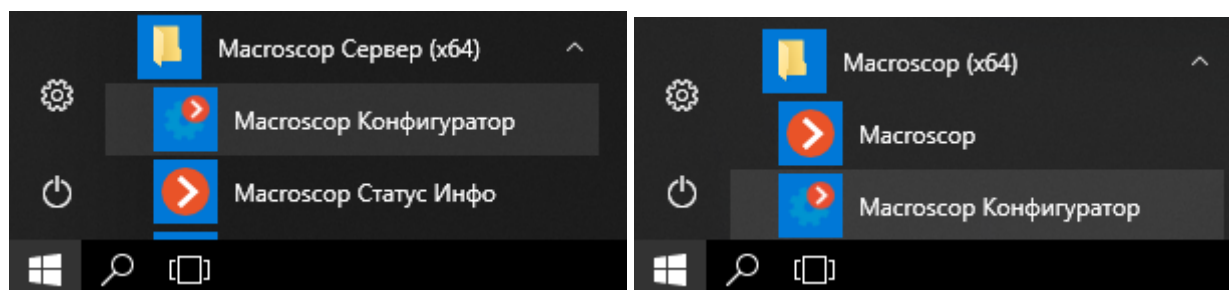 Macroscop Сервер (x64)
Macroscop Конфигуратор
Macroscop Статус Инфо
Macroscop (x64)
Macroscop
Macroscop Конфигуратор